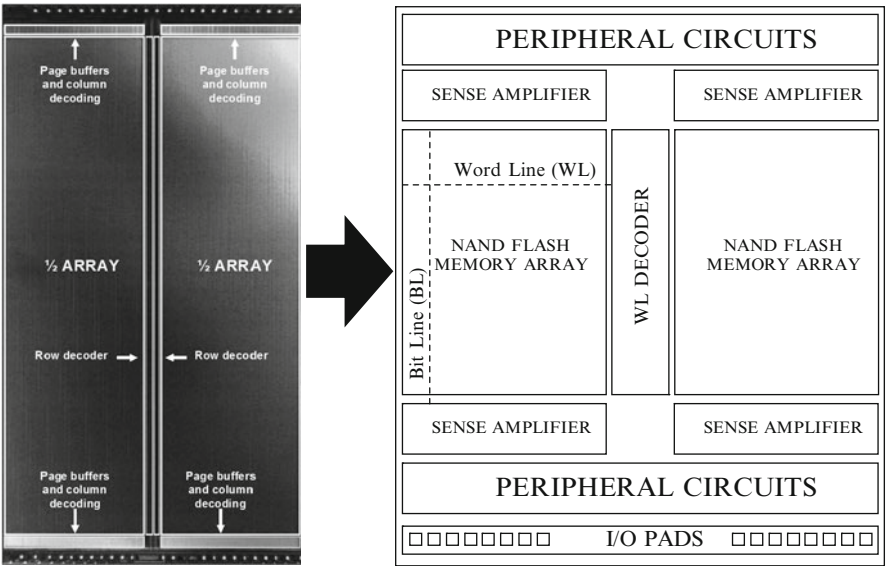 Page buffers
and column
decoding
Page buffers
and column
decoding
½ ARRAY
½ ARRAY
Row decoder
Row decoder
Page buffers
and column
decoding
Page buffers
and column
decoding
PERIPHERAL CIRCUITS
SENSE AMPLIFIER
SENSE AMPLIFIER
Word Line (WL)
Bit Line (BL)
NAND FLASH
MEMORY ARRAY
WL DECODER
NAND FLASH
MEMORY ARRAY
SENSE AMPLIFIER
SENSE AMPLIFIER
PERIPHERAL CIRCUITS
I/O PADS